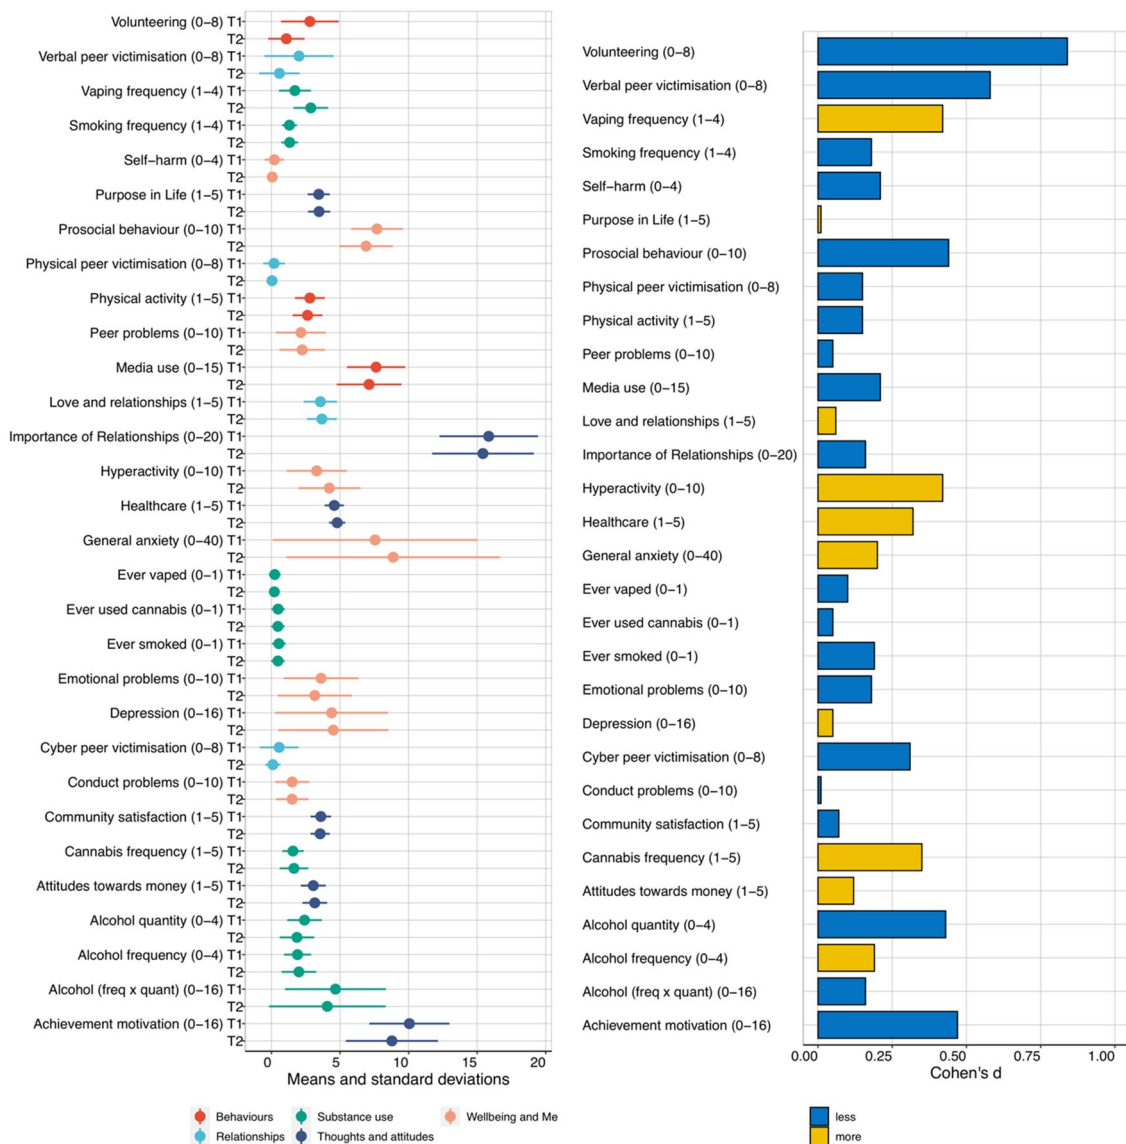 Volunteering (0–8) T1
T2
Verbal peer victimisation (0–8) T1
T2
Vaping frequency (1–4) T1
T2
Smoking frequency (1–4) T1
T2
Self–harm (0–4) T1
T2
Purpose in Life (1–5) T1
T2
Prosocial behaviour (0–10) T1
T2
Physical peer victimisation (0–8) T1
T2
Physical activity (1–5) T1
T2
Peer problems (0–10) T1
T2
Media use (0–15) T1
T2
Love and relationships (1–5) T1
T2
Importance of Relationships (0–20) T1
T2
Hyperactivity (0–10) T1
T2
Healthcare (1–5) T1
T2
General anxiety (0–40) T1
T2
Ever vaped (0–1) T1
T2
Ever used cannabis (0–1) T1
T2
Ever smoked (0–1) T1
T2
Emotional problems (0–10) T1
T2
Depression (0–16) T1
T2
Cyber peer victimisation (0–8) T1
T2
Conduct problems (0–10) T1
T2
Community satisfaction (1–5) T1
T2
Cannabis frequency (1–5) T1
T2
Attitudes towards money (1–5) T1
T2
Alcohol quantity (0–4) T1
T2
Alcohol frequency (0–4) T1
T2
Alcohol (freq x quant) (0–16) T1
T2
Achievement motivation (0–16) T1
T2
0 5 10 15 20
Means and standard deviations
Behaviours Substance use Wellbeing and Me
Relationships Thoughts and attitudes
Volunteering (0–8)
Verbal peer victimisation (0–8)
Vaping frequency (1–4)
Smoking frequency (1–4)
Self–harm (0–4)
Purpose in Life (1–5)
Prosocial behaviour (0–10)
Physical peer victimisation (0–8)
Physical activity (1–5)
Peer problems (0–10)
Media use (0–15)
Love and relationships (1–5)
Importance of Relationships (0–20)
Hyperactivity (0–10)
Healthcare (1–5)
General anxiety (0–40)
Ever vaped (0–1)
Ever used cannabis (0–1)
Ever smoked (0–1)
Emotional problems (0–10)
Depression (0–16)
Cyber peer victimisation (0–8)
Conduct problems (0–10)
Community satisfaction (1–5)
Cannabis frequency (1–5)
Attitudes towards money (1–5)
Alcohol quantity (0–4)
Alcohol frequency (0–4)
Alcohol (freq x quant) (0–16)
Achievement motivation (0–16)
0.00 0.25 0.50 0.75 1.00
Cohen's d
less
more